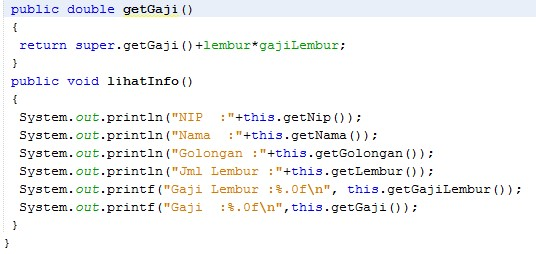 public double getGaji()
{
return super.getGaji()+lembur*gajiLembur;
}
public void lihatInfo()
{
System.out.println("NIP  :"+this.getNip());
System.out.println("Nama  :"+this.getNama());
System.out.println("Golongan :"+this.getGolongan());
System.out.println("Jml Lembur :"+this.getLembur());
System.out.printf("Gaji Lembur :%.0f\n", this.getGajiLembur());
System.out.printf("Gaji  :%.0f\n",this.getGaji());
}
}